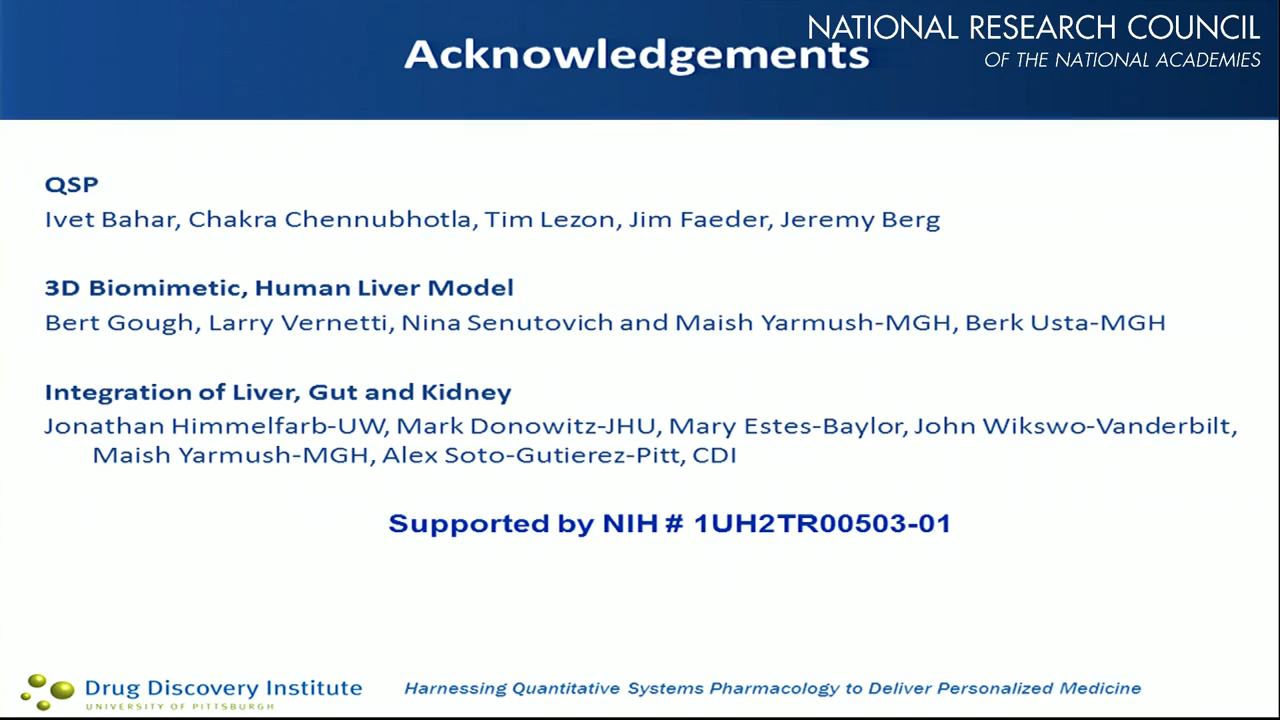 NATIONAL RESEARCH COUNCIL
OF THE NATIONAL ACADEMIES
Acknowledgements
QSP
Ivet Bahar, Chakra Chennubhotla, Tim Lezon, Jim Faeder, Jeremy Berg
3D Biomimetic, Human Liver Model
Bert Gough, Larry Vernetti, Nina Senutovich and Maish Yarmush-MGH, Berk Usta-MGH
Integration of Liver, Gut and Kidney
Jonathan Himmelfarb-UW, Mark Donowitz-JHU, Mary Estes-Baylor, John Wikswo-Vanderbilt,
Maish Yarmush-MGH, Alex Soto-Gutierez-Pitt, CDI
Supported by NIH # 1UH2TR00503-01
Drug Discovery Institute
UNIVERSITY OF PITTSBURGH
Harnessing Quantitative Systems Pharmacology to Deliver Personalized Medicine